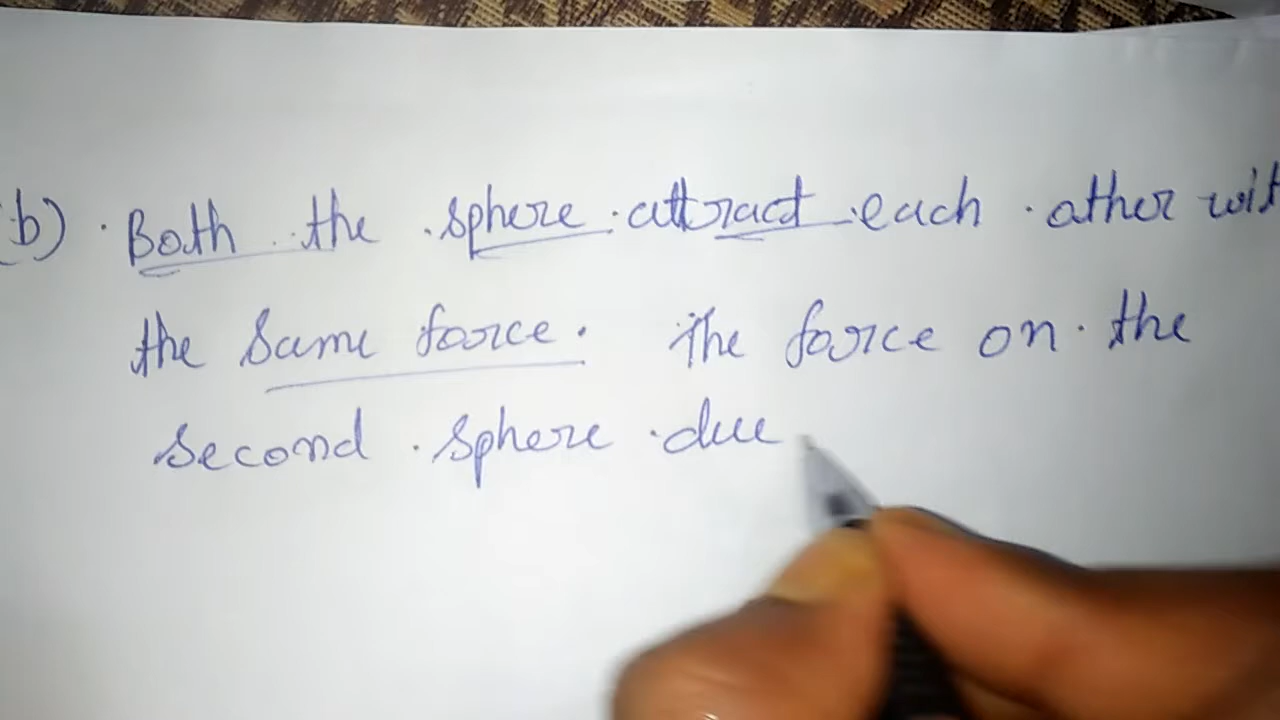 (b) Both the sphere attract each other wit
the same force. The force on the
second sphere due